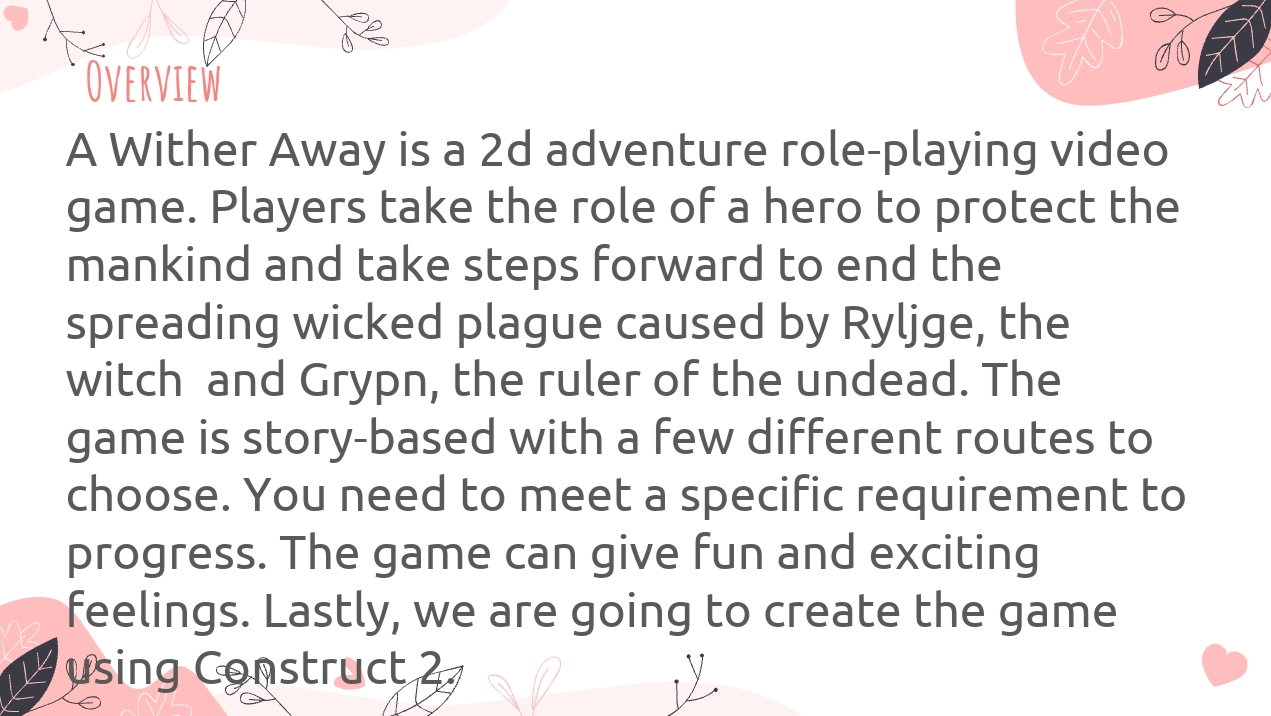 Overview
A Wither Away is a 2d adventure role-playing video
game. Players take the role of a hero to protect the
mankind and take steps forward to end the
spreading wicked plague caused by Ryljge, the
witch  and Grypn, the ruler of the undead. The
game is story-based with a few different routes to
choose. You need to meet a specific requirement to
progress. The game can give fun and exciting
feelings. Lastly, we are going to create the game
using Construct 2.